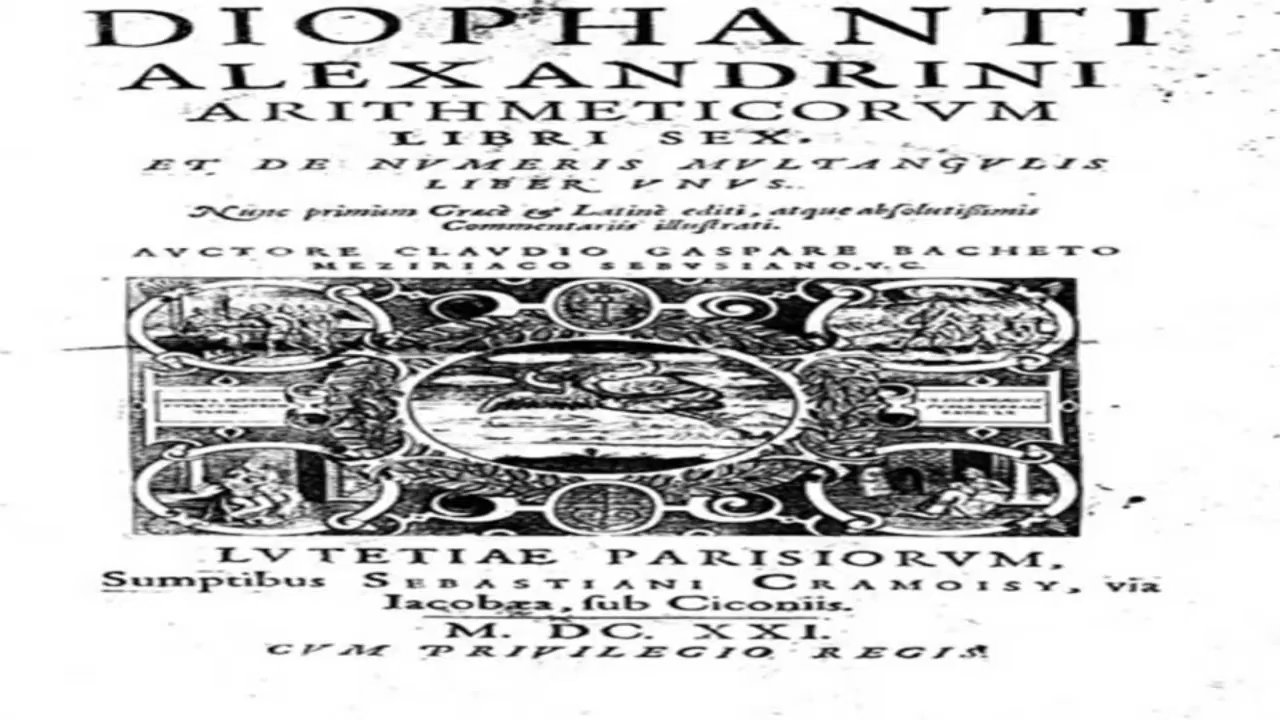 DIOPHANTI
ALEXANDRINI
ARITHMETICORVM
LIBRI SEX.
ET DE NVMERIS MVLTANGVLIS
LIBER VNVS.
Nunc primùm Græcè & Latinè editi, atque absolutißimis
Commentariis illustrati.
AVCTORE CLAVDIO GASPARE BACHETO
MEZIRIACO SEBVSIANO, V.C.
LVTETIAE PARISIORVM,
Sumptibus SEBASTIANI CRAMOISY, via
Iacobæa, sub Ciconiis.
M. DC. XXI.
CVM PRIVILEGIO REGIS.